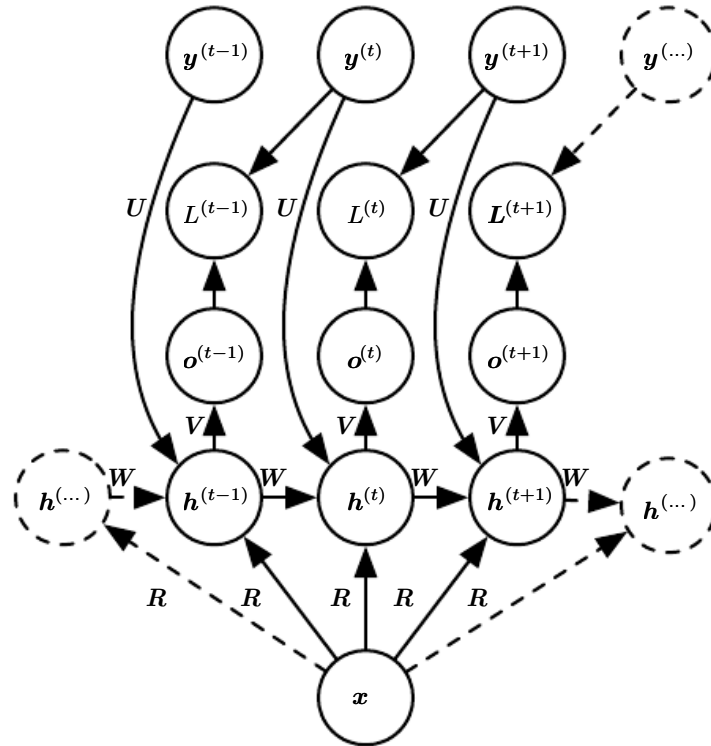 y^(t−1) y^(t) y^(t+1) y^(...)
U L^(t−1) U L^(t) U L^(t+1)
o^(t−1) o^(t) o^(t+1)
V V V
W W W W
h^(...) h^(t−1) h^(t) h^(t+1) h^(...)
R R R R R
x